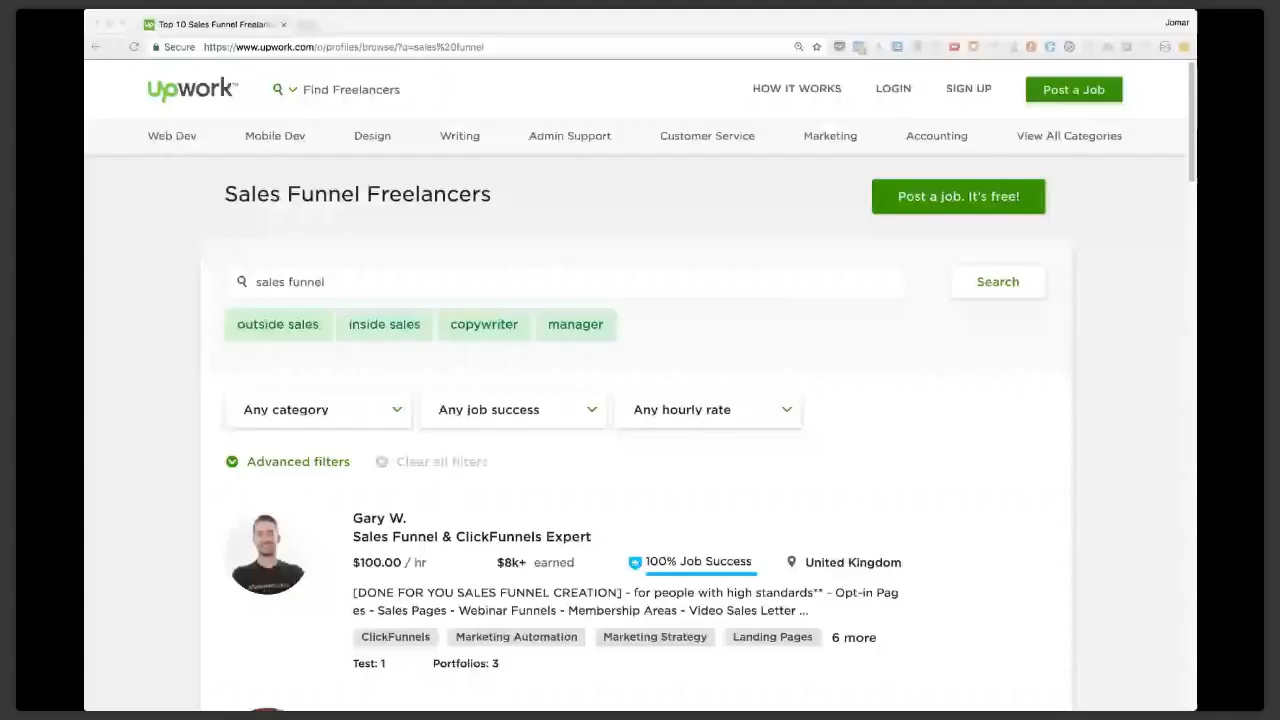 Top 10 Sales Funnel Freelanc
Jomar
Secure https://www.upwork.com/o/profiles/browse/?a=sales%20funnel
upwork™ Find Freelancers HOW IT WORKS LOGIN SIGN UP Post a Job
Web Dev Mobile Dev Design Writing Admin Support Customer Service Marketing Accounting View All Categories
Sales Funnel Freelancers Post a job. It's free!
sales funnel Search
outside sales inside sales copywriter manager
Any category Any job success Any hourly rate
Advanced filters Clear all filters
Gary W.
Sales Funnel & ClickFunnels Expert
$100.00 / hr $8k+ earned 100% Job Success United Kingdom
[DONE FOR YOU SALES FUNNEL CREATION] - for people with high standards** - Opt-in Pag
es - Sales Pages - Webinar Funnels - Membership Areas - Video Sales Letter ...
ClickFunnels Marketing Automation Marketing Strategy Landing Pages 6 more
Test: 1 Portfolios: 3